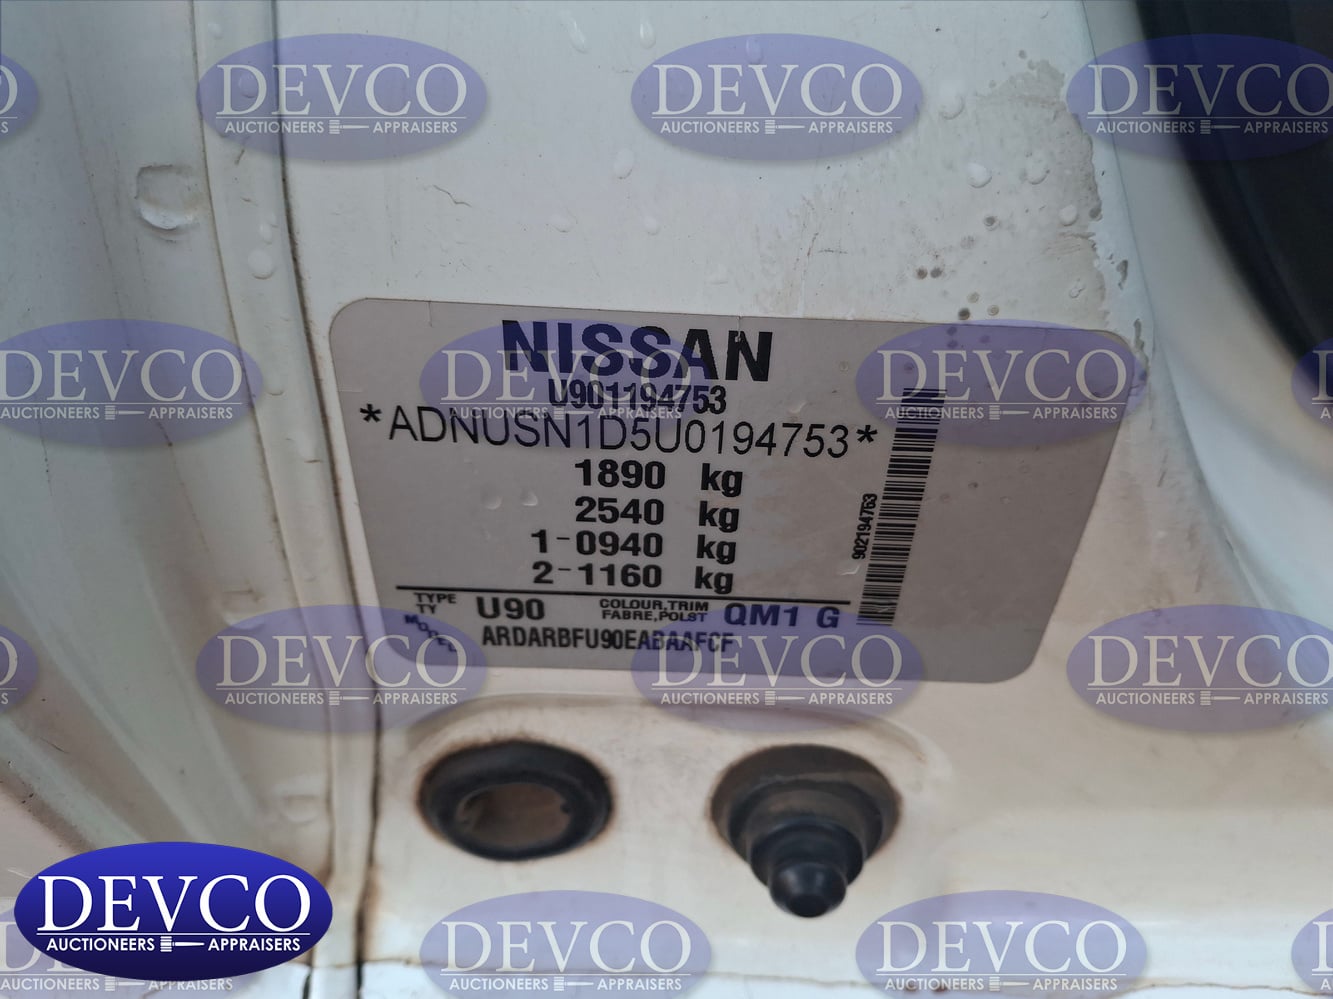 NISSAN
U901194753
*ADNUSN1D5U0194753*
1890 kg
2540 kg
1-0940 kg
2-1160 kg
TYPE
TY U90 COLOUR,TRIM
FABRE,POLST QM1 G
MODEL ARDARBFU90EABAAFCF
902194763
DEVCO
AUCTIONEERS APPRAISERS